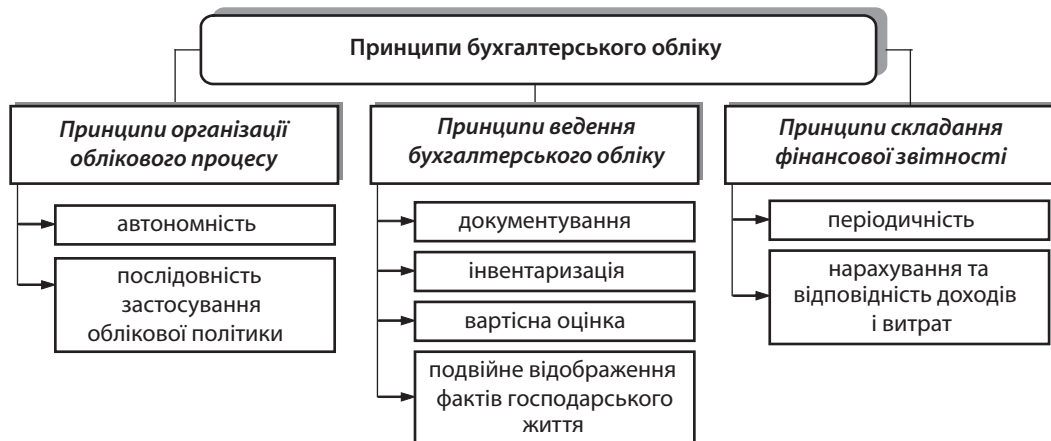 Принципи бухгалтерського обліку
Принципи організації
облікового процесу
автономність
послідовність
застосування
облікової політики
Принципи ведення
бухгалтерського обліку
документування
інвентаризація
вартісна оцінка
подвійне відображення
фактів господарського
життя
Принципи складання
фінансової звітності
періодичність
нарахування та
відповідність доходів
і витрат